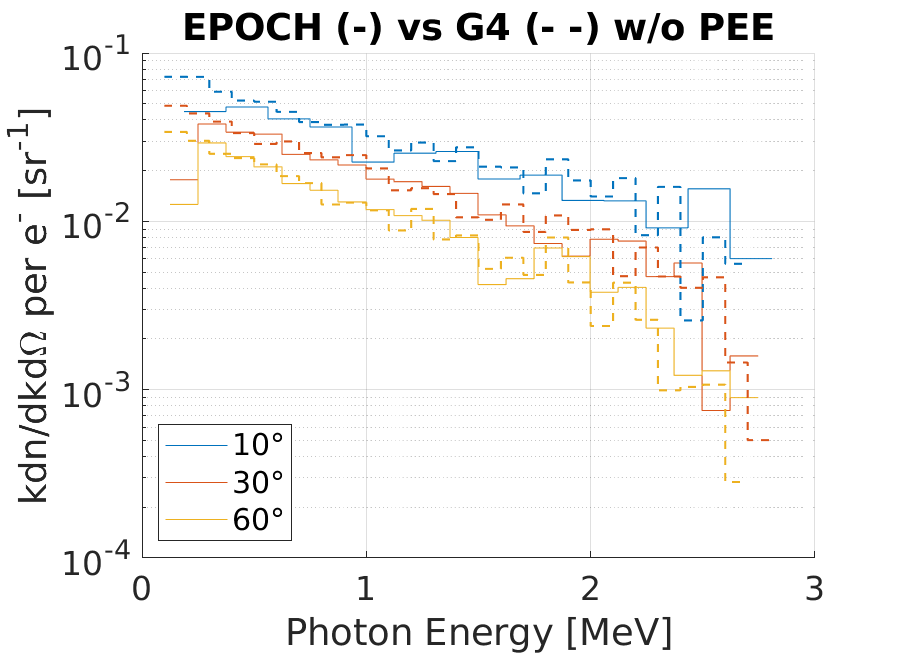 EPOCH (-) vs G4 (- -) w/o PEE
kdn/dkdΩ per e⁻ [sr⁻¹]
10⁻¹
10⁻²
10⁻³
10⁻⁴
10°
30°
60°
0 1 2 3
Photon Energy [MeV]